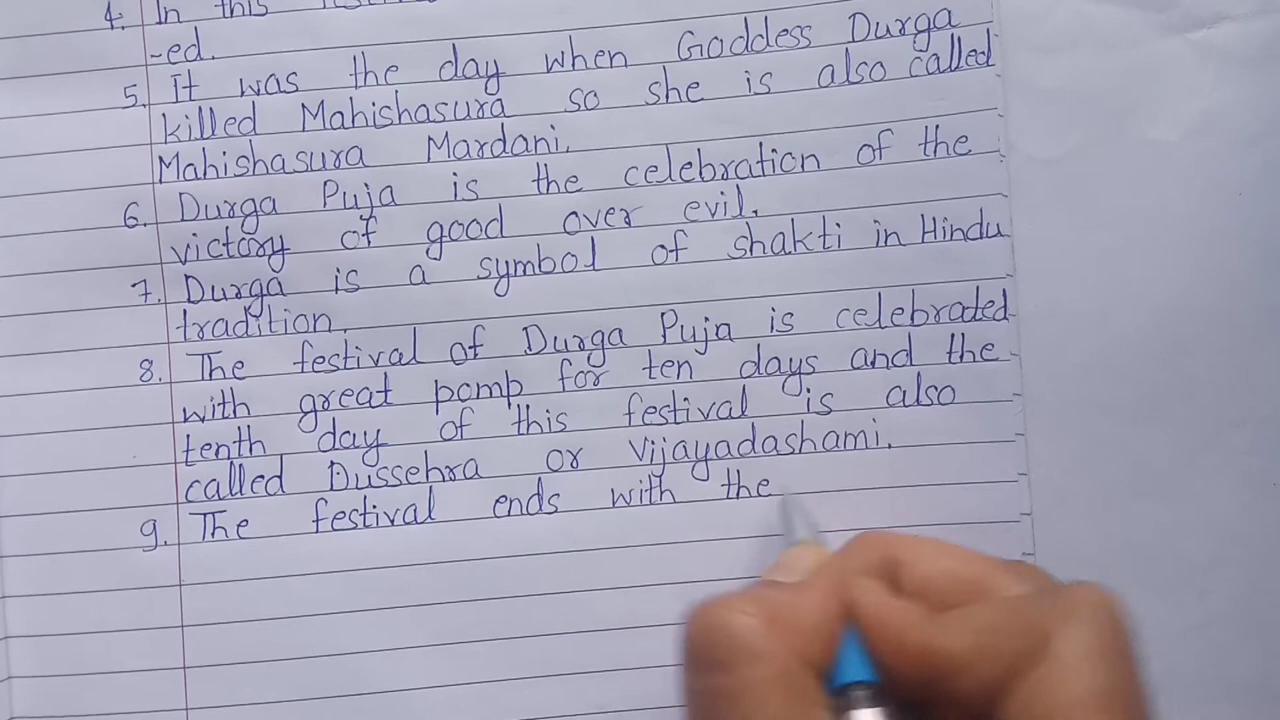 4. In this
-ed.
5. It was the day when Goddess Durga
killed Mahishasura so she is also called
Mahishasura Mardani.
6. Durga Puja is the celebration of the
victory of good over evil.
7. Durga is a symbol of shakti in Hindu
tradition.
8. The festival of Durga Puja is celebrated
with great pomp for ten days and the
tenth day of this festival is also
called Dussehra or Vijayadashami.
9. The festival ends with the